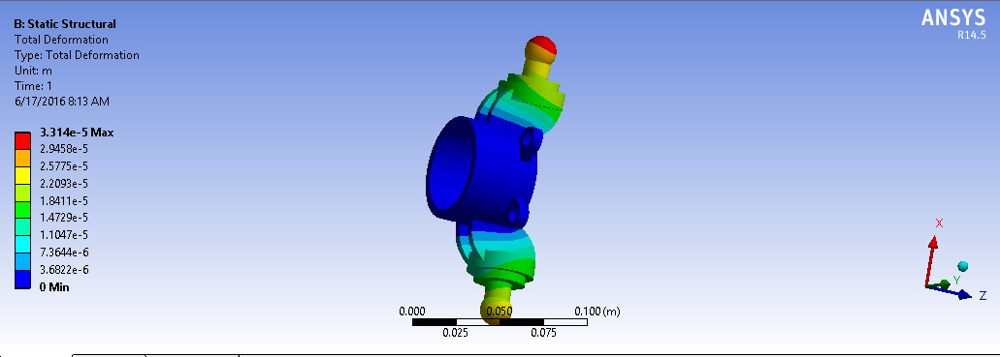 B: Static Structural
Total Deformation
Type: Total Deformation
Unit: m
Time: 1
6/17/2016 8:13 AM
3.314e-5 Max
2.9458e-5
2.5775e-5
2.2093e-5
1.8411e-5
1.4729e-5
1.1047e-5
7.3644e-6
3.6822e-6
0 Min
ANSYS
R14.5
0.000 0.050 0.100 (m)
0.025 0.075
X
Y
Z